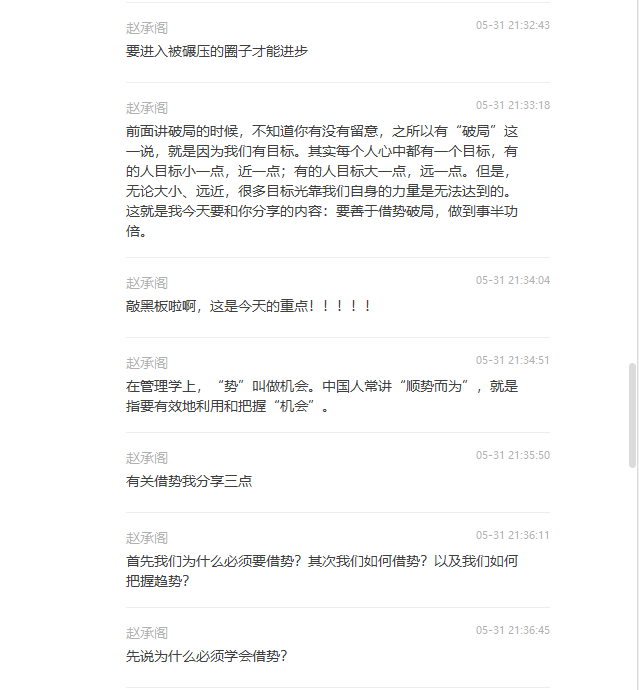 赵承阁
05-31 21:32:43
要进入被碾压的圈子才能进步
赵承阁
05-31 21:33:18
前面讲破局的时候，不知道你有没有留意，之所以有“破局”这
一说，就是因为我们有目标。其实每个人心中都有一个目标，有
的人目标小一点，近一点；有的人目标大一点，远一点。但是，
无论大小、远近，很多目标光靠我们自身的力量是无法达到的。
这就是我今天要和你分享的内容：要善于借势破局，做到事半功
倍。
赵承阁
05-31 21:34:04
敲黑板啦啊，这是今天的重点！！！！！
赵承阁
05-31 21:34:51
在管理学上，“势”叫做机会。中国人常讲“顺势而为”，就是
指要有效地利用和把握“机会”。
赵承阁
05-31 21:35:50
有关借势我分享三点
赵承阁
05-31 21:36:11
首先我们为什么必须要借势？其次我们如何借势？以及我们如何
把握趋势？
赵承阁
05-31 21:36:45
先说为什么必须学会借势？